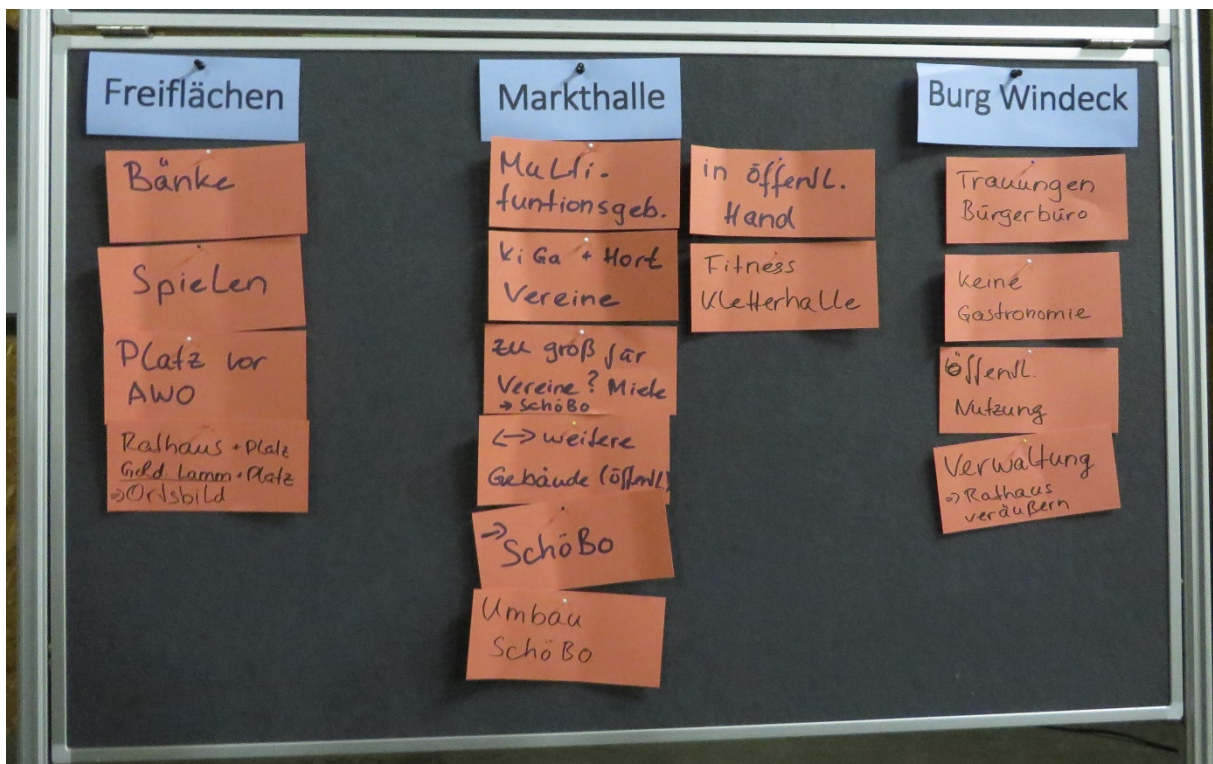 Freiflächen
Bänke
Spielen
Platz vor
AWO
Rathaus + Platz
Gold. Lamm + Platz
⇒ Ortsbild
Markthalle
Multi-
funtionsgeb.
KiGa + Hort
Vereine
zu groß für
Vereine? Miete
→ SchöBo
<-> weitere
Gebäude (öffentl.)
⇒ SchöBo
Umbau
SchöBo
in öffentl.
Hand
Fitness
Kletterhalle
Burg Windeck
Trauungen
Bürgerbüro
Keine
Gastronomie
öffentl.
Nutzung
Verwaltung
⇒ Rathaus
veräußern